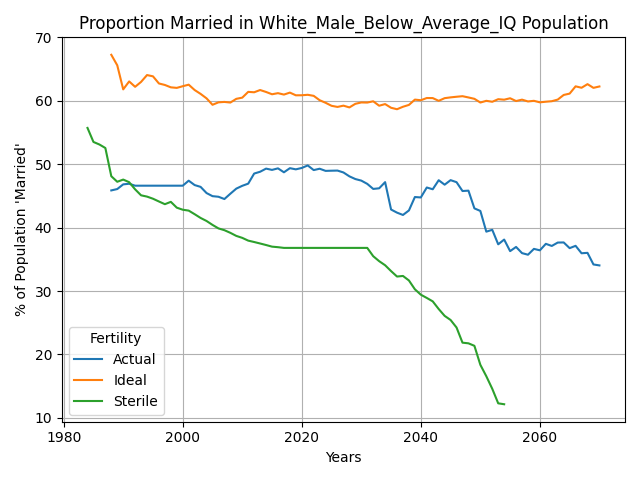 Proportion Married in White_Male_Below_Average_IQ Population
% of Population 'Married'
70
60
50
40
30
20
10
Fertility
Actual
Ideal
Sterile
1980
2000
2020
2040
2060
Years